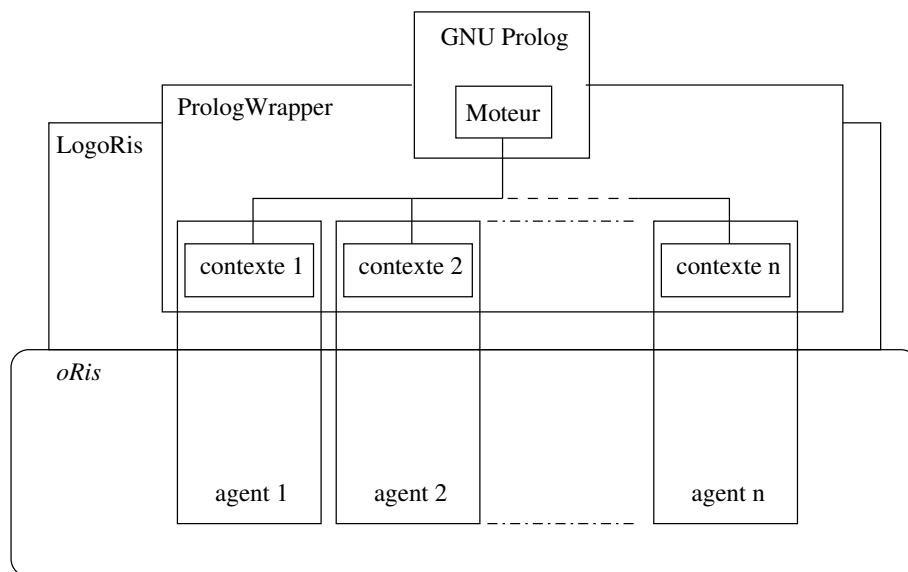 GNU Prolog
PrologWrapper
Moteur
LogoRis
contexte 1
contexte 2
contexte n
oRis
agent 1
agent 2
agent n